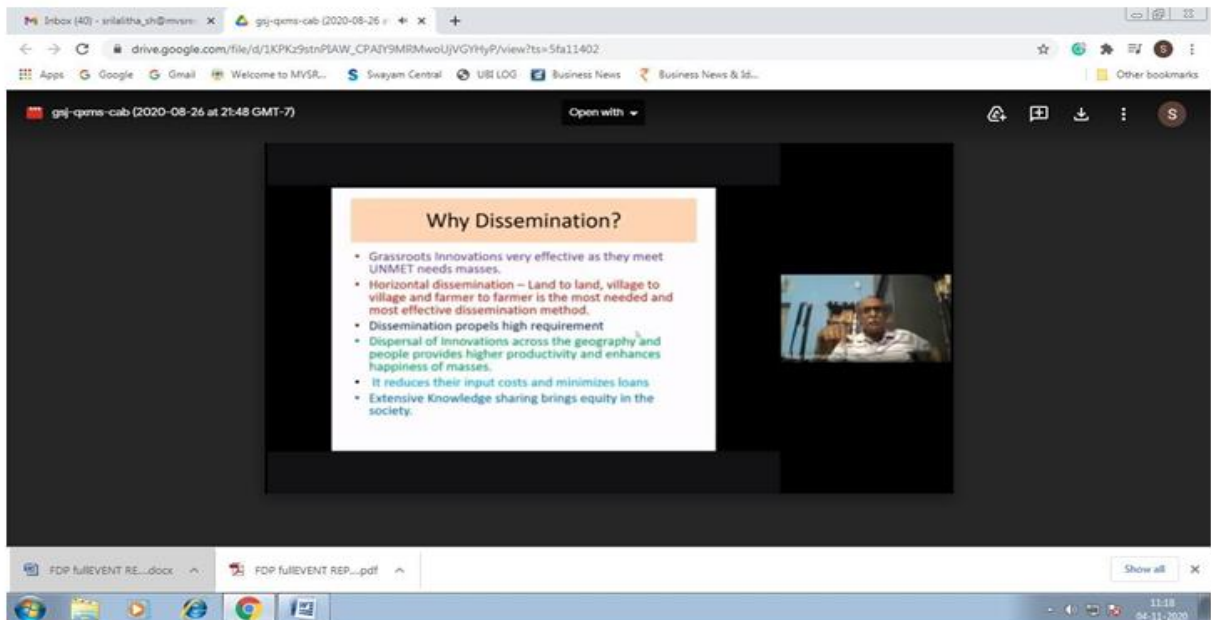 Inbox (40) - srilalitha_sh@mvsre
gsj-qxms-cab (2020-08-26
drive.google.com/file/d/1KPKz9stnPIAW_CPAIY9MRMwoUjVGYHyP/view?ts=5fa11402
Apps Google Gmail Welcome to MVSR... Swayam Central UBI LOG Business News Business News & Id... Other bookmarks
gsj-qxms-cab (2020-08-26 at 21:48 GMT-7) Open with S
Why Dissemination?
• Grassroots Innovations very effective as they meet
UNMET needs masses.
• Horizontal dissemination – Land to land, village to
village and farmer to farmer is the most needed and
most effective dissemination method.
• Dissemination propels high requirement
• Dispersal of Innovations across the geography and
people provides higher productivity and enhances
happiness of masses.
• It reduces their input costs and minimizes loans
• Extensive Knowledge sharing brings equity in the
society.
FDP fullEVENT RE....docx FDP fullEVENT REP....pdf Show all
11:18
04-11-2020